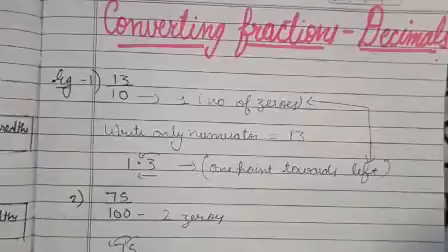 Converting fractions - Decimals
Eg - 1) 13
10 → 1 (no of zeroes)
Write only numerator = 13
1.3 → (one point towards left)
2) 75
100 - 2 zeroes
75